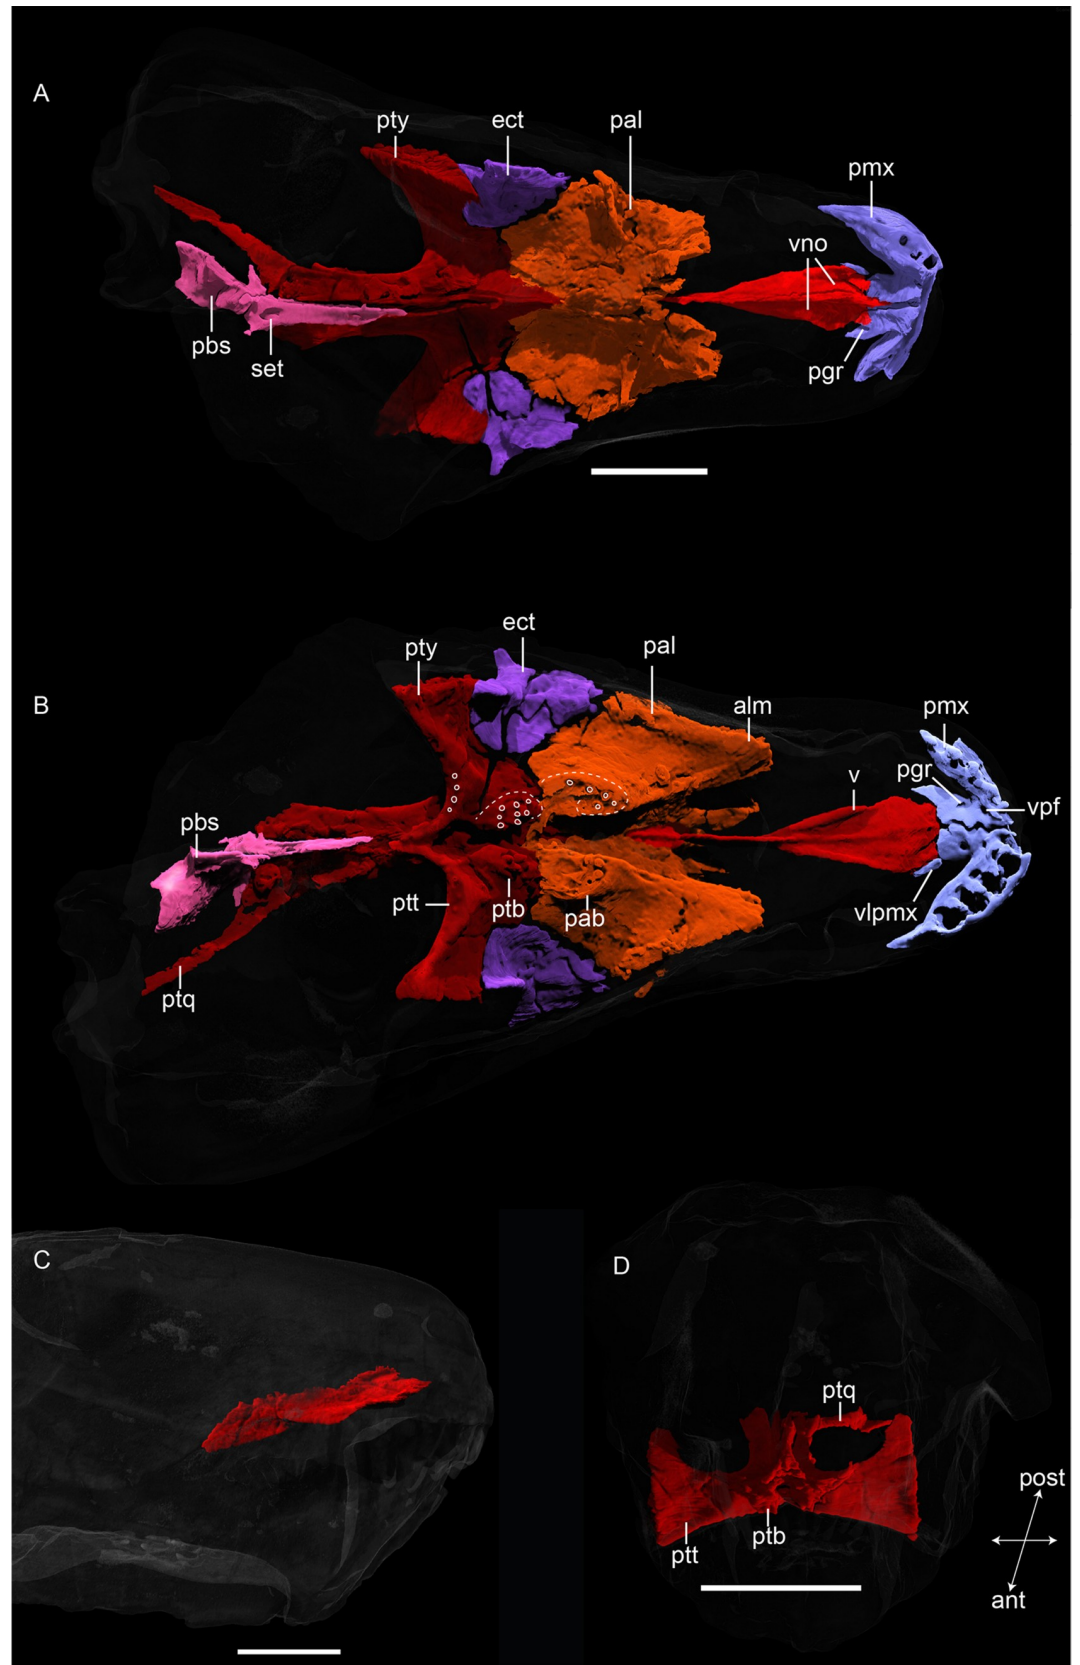 A
pty
ect
pal
pmx
vno
pbs
set
pgr
B
ect
pty
pal
alm
pmx
pgr
v
vpf
pbs
ptt
ptb
pab
vlpmx
ptq
C
D
ptq
post
ptt
ptb
ant